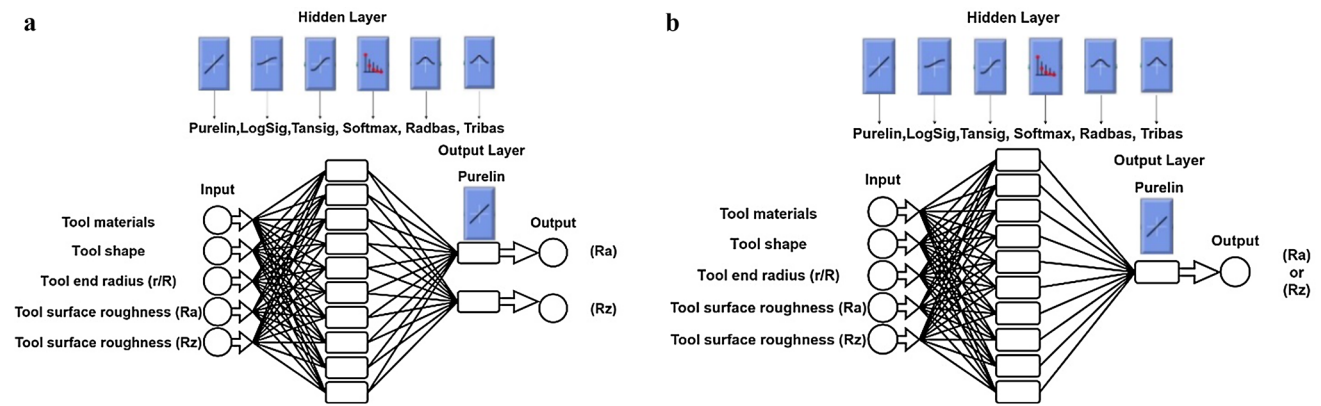 a
Hidden Layer
Purelin,LogSig,Tansig, Softmax, Radbas, Tribas
Output Layer
Purelin
Input
Output
Tool materials
Tool shape
Tool end radius (r/R)
Tool surface roughness (Ra)
Tool surface roughness (Rz)
(Ra)
(Rz)
b
Hidden Layer
Purelin,LogSig,Tansig, Softmax, Radbas, Tribas
Output Layer
Purelin
Input
Output
Tool materials
Tool shape
Tool end radius (r/R)
Tool surface roughness (Ra)
Tool surface roughness (Rz)
(Ra)
or
(Rz)